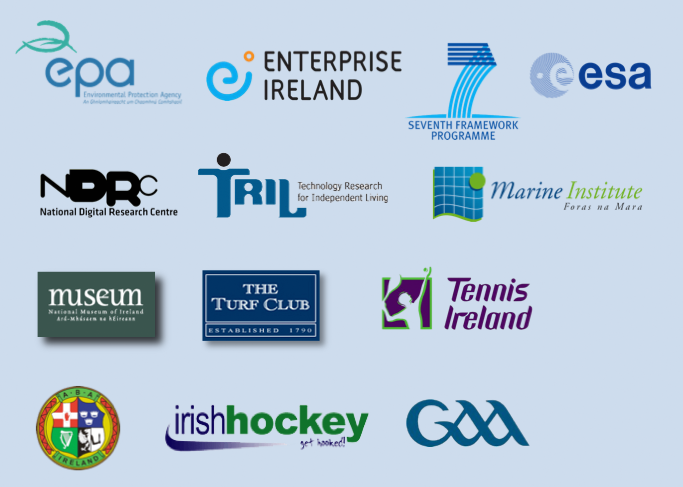 epa
Environmental Protection Agency
An Ghníomhaireacht um Chaomhnú Comhshaoil
ENTERPRISE
IRELAND
7
SEVENTH FRAMEWORK
PROGRAMME
esa
NDRC
National Digital Research Centre
TRIL
Technology Research
for Independent Living
Marine Institute
Foras na Mara
museum
National Museum of Ireland
Ard-Mhúsaem na hÉireann
THE
TURF CLUB
ESTABLISHED 1790
Tennis
Ireland
A·B·A
IRELAND
irishhockey
get hooked!
GAA